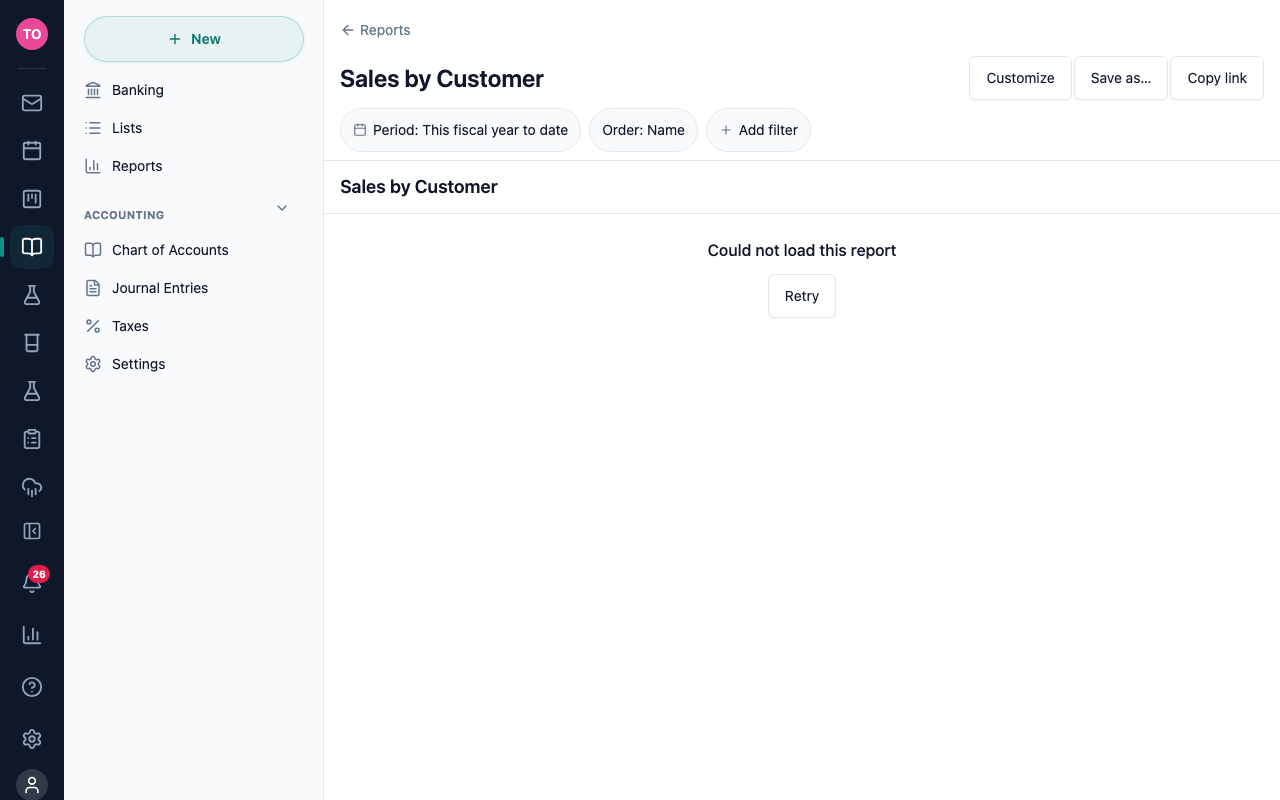 TO
New
Banking
Lists
Reports
ACCOUNTING
Chart of Accounts
Journal Entries
Taxes
Settings
26
Reports
Sales by Customer
Customize
Save as...
Copy link
Period: This fiscal year to date
Order: Name
Add filter
Sales by Customer
Could not load this report
Retry